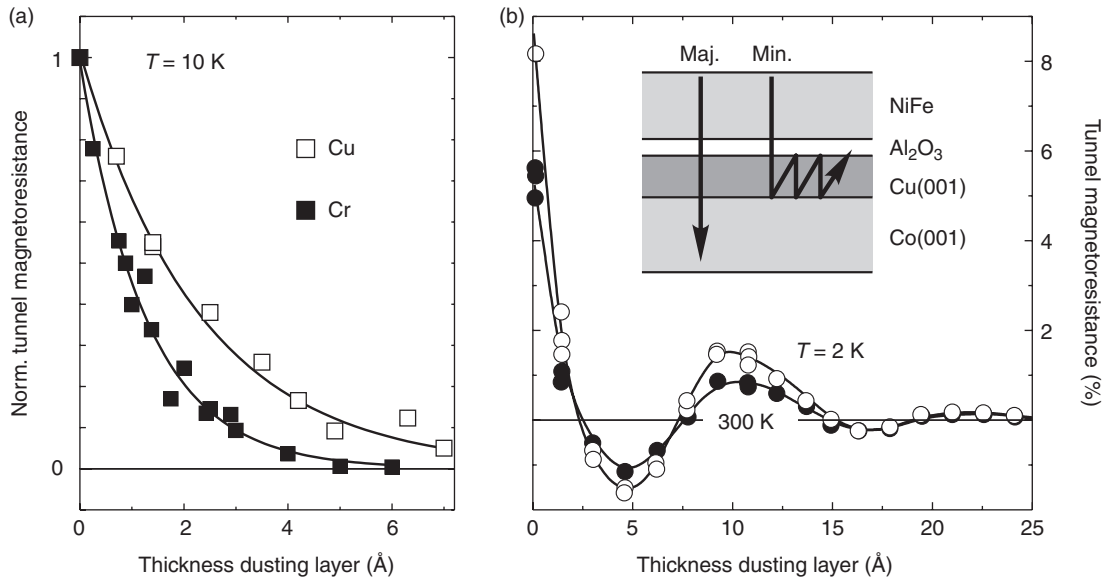 (a)
1
T = 10 K
Cu
Cr
0
Norm. tunnel magnetoresistance
0 2 4 6
Thickness dusting layer (Å)
(b)
Maj. Min.
NiFe
Al₂O₃
Cu(001)
Co(001)
T = 2 K
300 K
8
6
4
2
Tunnel magnetoresistance (%)
0 5 10 15 20 25
Thickness dusting layer (Å)